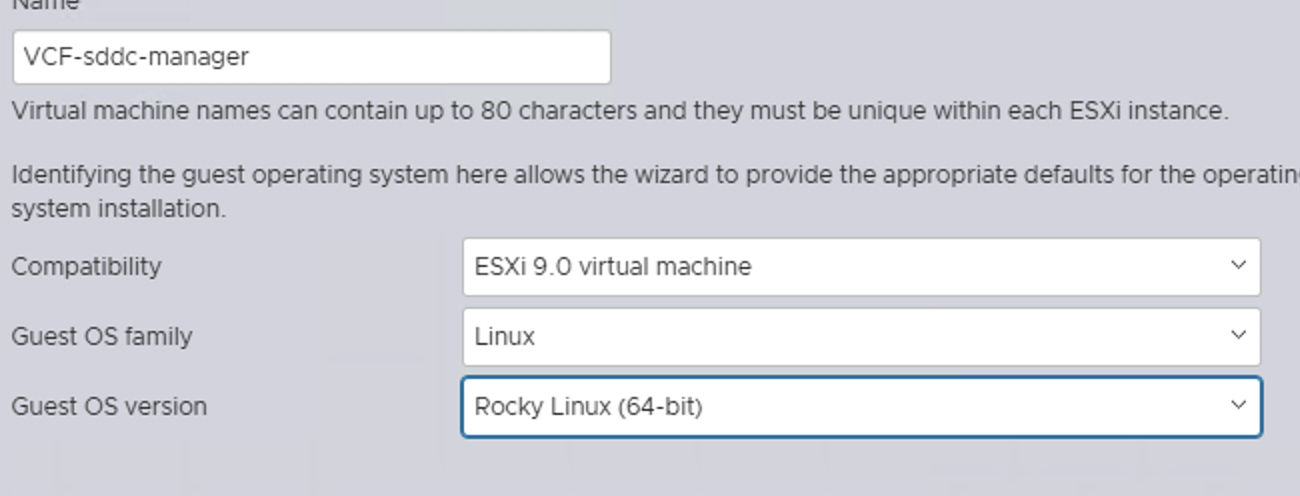 Name
VCF-sddc-manager
Virtual machine names can contain up to 80 characters and they must be unique within each ESXi instance.
Identifying the guest operating system here allows the wizard to provide the appropriate defaults for the operatin
system installation.
Compatibility
ESXi 9.0 virtual machine
Guest OS family
Linux
Guest OS version
Rocky Linux (64-bit)